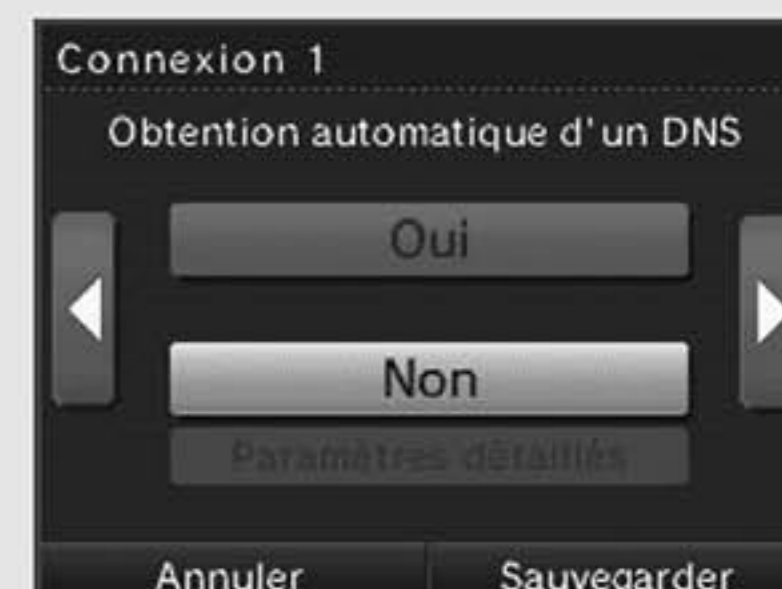 Connexion 1
Obtention automatique d'un DNS
Oui
Non
Paramètres détaillés
Annuler
Sauvegarder